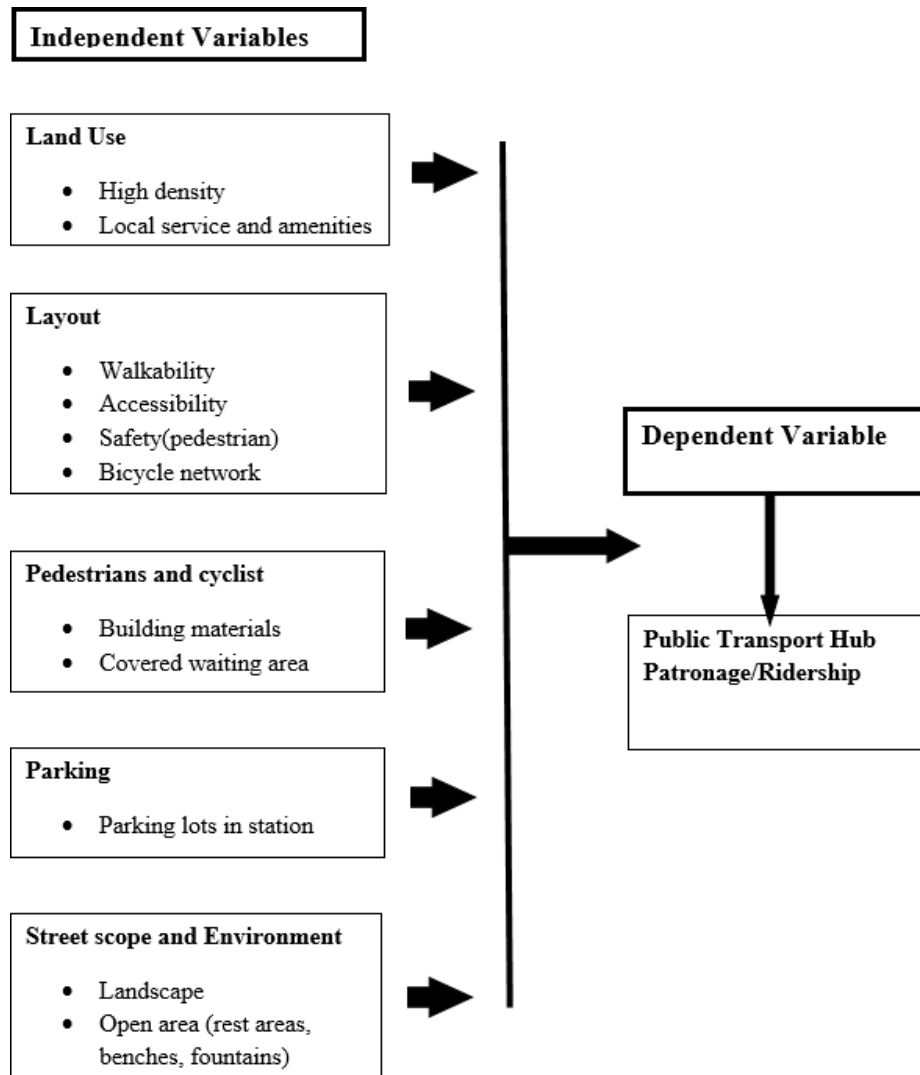 Independent Variables
Land Use
• High density
• Local service and amenities
Layout
• Walkability
• Accessibility
• Safety(pedestrian)
• Bicycle network
Dependent Variable
Pedestrians and cyclist
• Building materials
• Covered waiting area
Public Transport Hub
Patronage/Ridership
Parking
• Parking lots in station
Street scope and Environment
• Landscape
• Open area (rest areas,
benches, fountains)